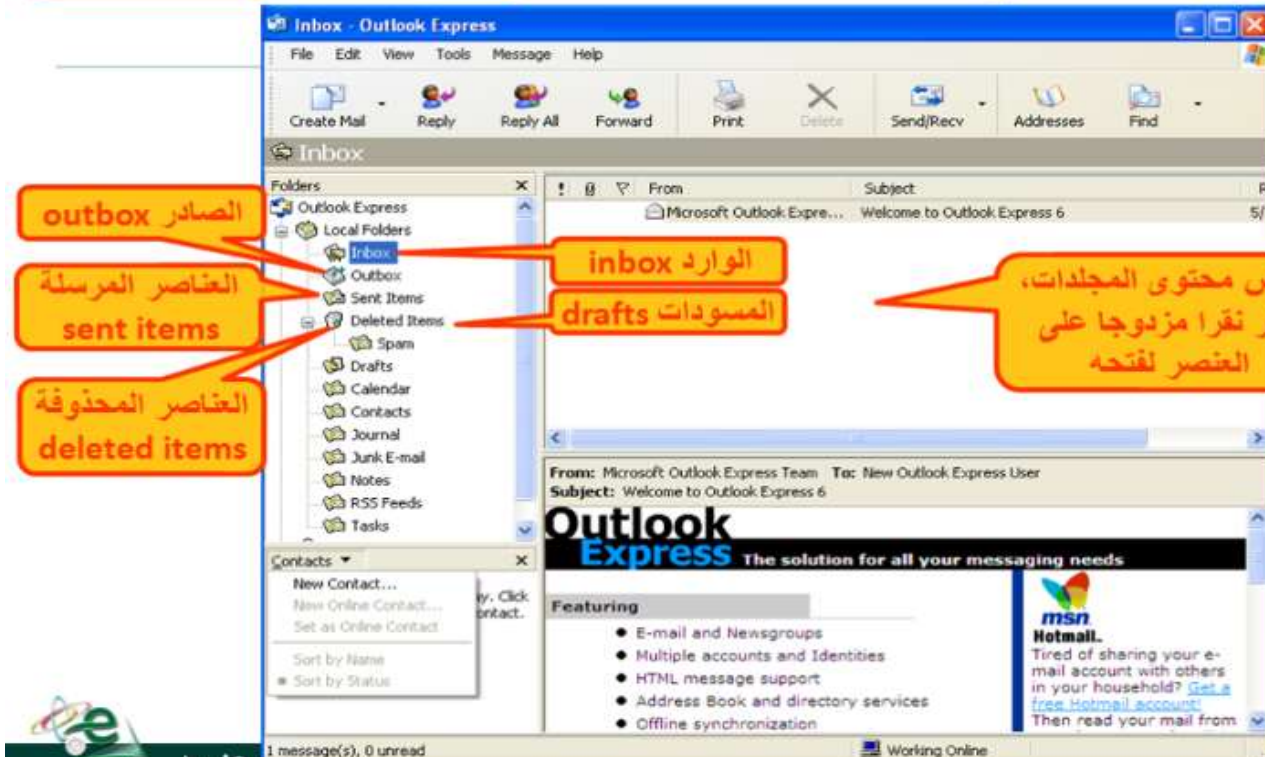 Inbox - Outlook Express
File Edit View Tools Message Help
Create Mail Reply Reply All Forward Print Delete Send/Recv Addresses Find
Inbox
Folders
Outlook Express
Local Folders
Inbox
Outbox
Sent Items
Deleted Items
Spam
Drafts
Calendar
Contacts
Journal
Junk E-mail
Notes
RSS Feeds
Tasks
الصادر outbox
العناصر المرسلة
sent items
العناصر المحذوفة
deleted items
الوارد inbox
المسودات drafts
! From Subject
Microsoft Outlook Expre... Welcome to Outlook Express 6 5/
محتوى المجلدات،
نقرا مزدوجا على
العنصر لفتحه
From: Microsoft Outlook Express Team To: New Outlook Express User
Subject: Welcome to Outlook Express 6
Outlook
Express The solution for all your messaging needs
Featuring
● E-mail and Newsgroups
● Multiple accounts and Identities
● HTML message support
● Address Book and directory services
● Offline synchronization
msn
Hotmail.
Tired of sharing your e-
mail account with others
in your household? Get a
free Hotmail account!
Then read your mail from
Contacts
New Contact...
New Online Contact...
Set as Online Contact
Sort by Name
Sort by Status
y. Click
ontact.
1 message(s), 0 unread Working Online